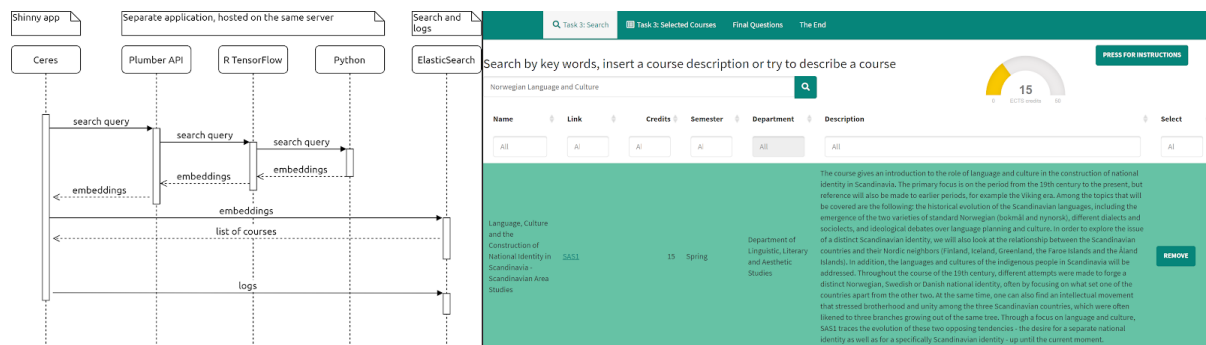 Shinny app
Separate application, hosted on the same server
Search and
logs
Ceres
Plumber API
R TensorFlow
Python
ElasticSearch
search query
search query
search query
embeddings
embeddings
embeddings
embeddings
list of courses
logs
Task 3: Search
Task 3: Selected Courses
Final Questions
The End
PRESS FOR INSTRUCTIONS
Search by key words, insert a course description or try to describe a course
Norwegian Language and Culture
15
0
ECTS credits
60
Name
Link
Credits
Semester
Department
Description
Select
All
Al
A
Al
All
All
Al
Language, Culture
and the
Construction of
National Identity in
Scandinavia -
Scandinavian Area
Studies
SAS1
15
Spring
Department of
Linguistic, Literary
and Aesthetic
Studies
The course gives an introduction to the role of language and culture in the construction of national
identity in Scandinavia. The primary focus is on the period from the 19th century to the present, but
reference will also be made to earlier periods, for example the Viking era. Among the topics that will
be covered are the following: the historical evolution of the Scandinavian languages, including the
emergence of the two varieties of standard Norwegian (bokmål and nynorsk), different dialects and
sociolects, and ideological debates over language planning and culture. In order to explore the issue
of a distinct Scandinavian identity, we will also look at the relationship between the Scandinavian
countries and their Nordic neighbors (Finland, Iceland, Greenland, the Faroe Islands and the Åland
Islands). In addition, the languages and cultures of the indigenous people in Scandinavia will be
addressed. Throughout the course of the 19th century, different attempts were made to forge a
distinct Norwegian, Swedish or Danish national identity, often by focusing on what set one of the
countries apart from the other two. At the same time, one can also find an intellectual movement
that stressed brotherhood and unity among the three Scandinavian countries, which were often
likened to three branches growing out of the same tree. Through a focus on language and culture,
SAS1 traces the evolution of these two opposing tendencies - the desire for a separate national
identity as well as for a specifically Scandinavian identity - up until the current moment.
REMOVE